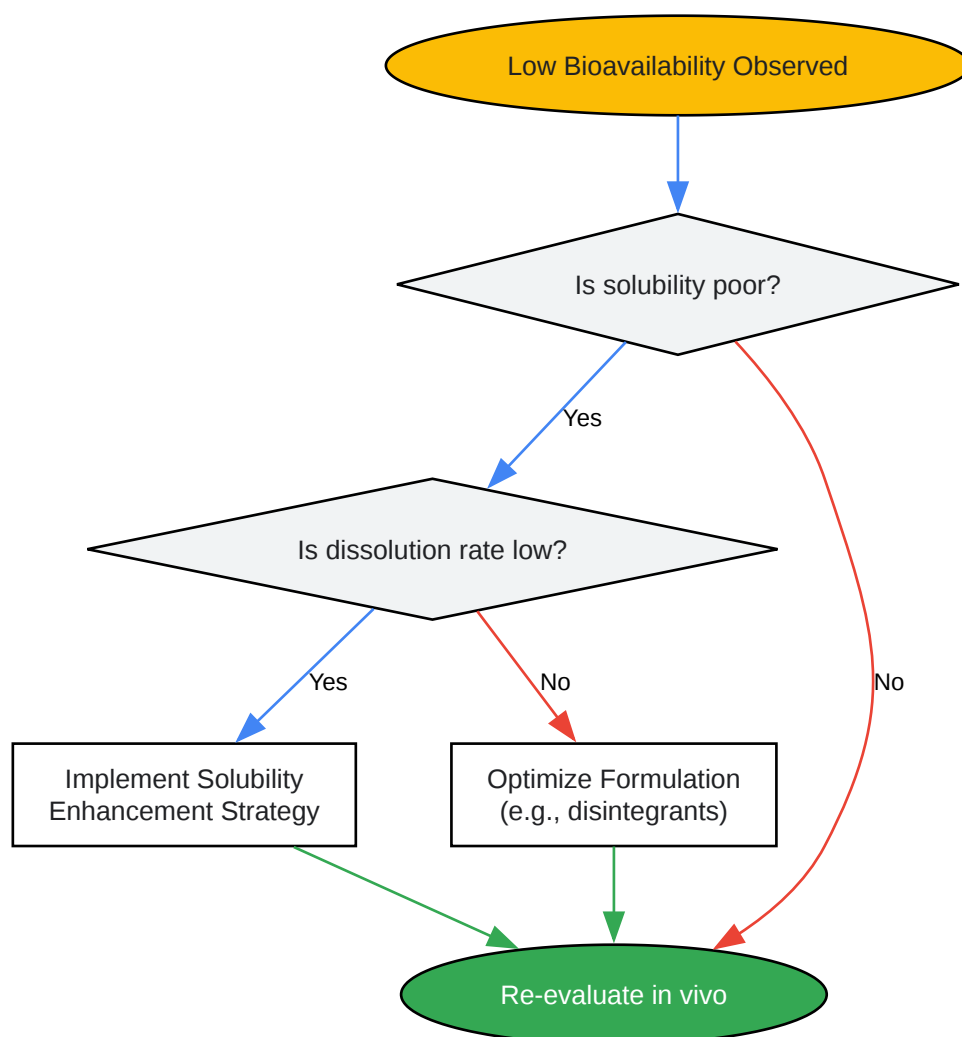 Low Bioavailability Observed
Is solubility poor?
Yes
Is dissolution rate low?
Yes
No
No
Implement Solubility
Enhancement Strategy
Optimize Formulation
(e.g., disintegrants)
Re-evaluate in vivo